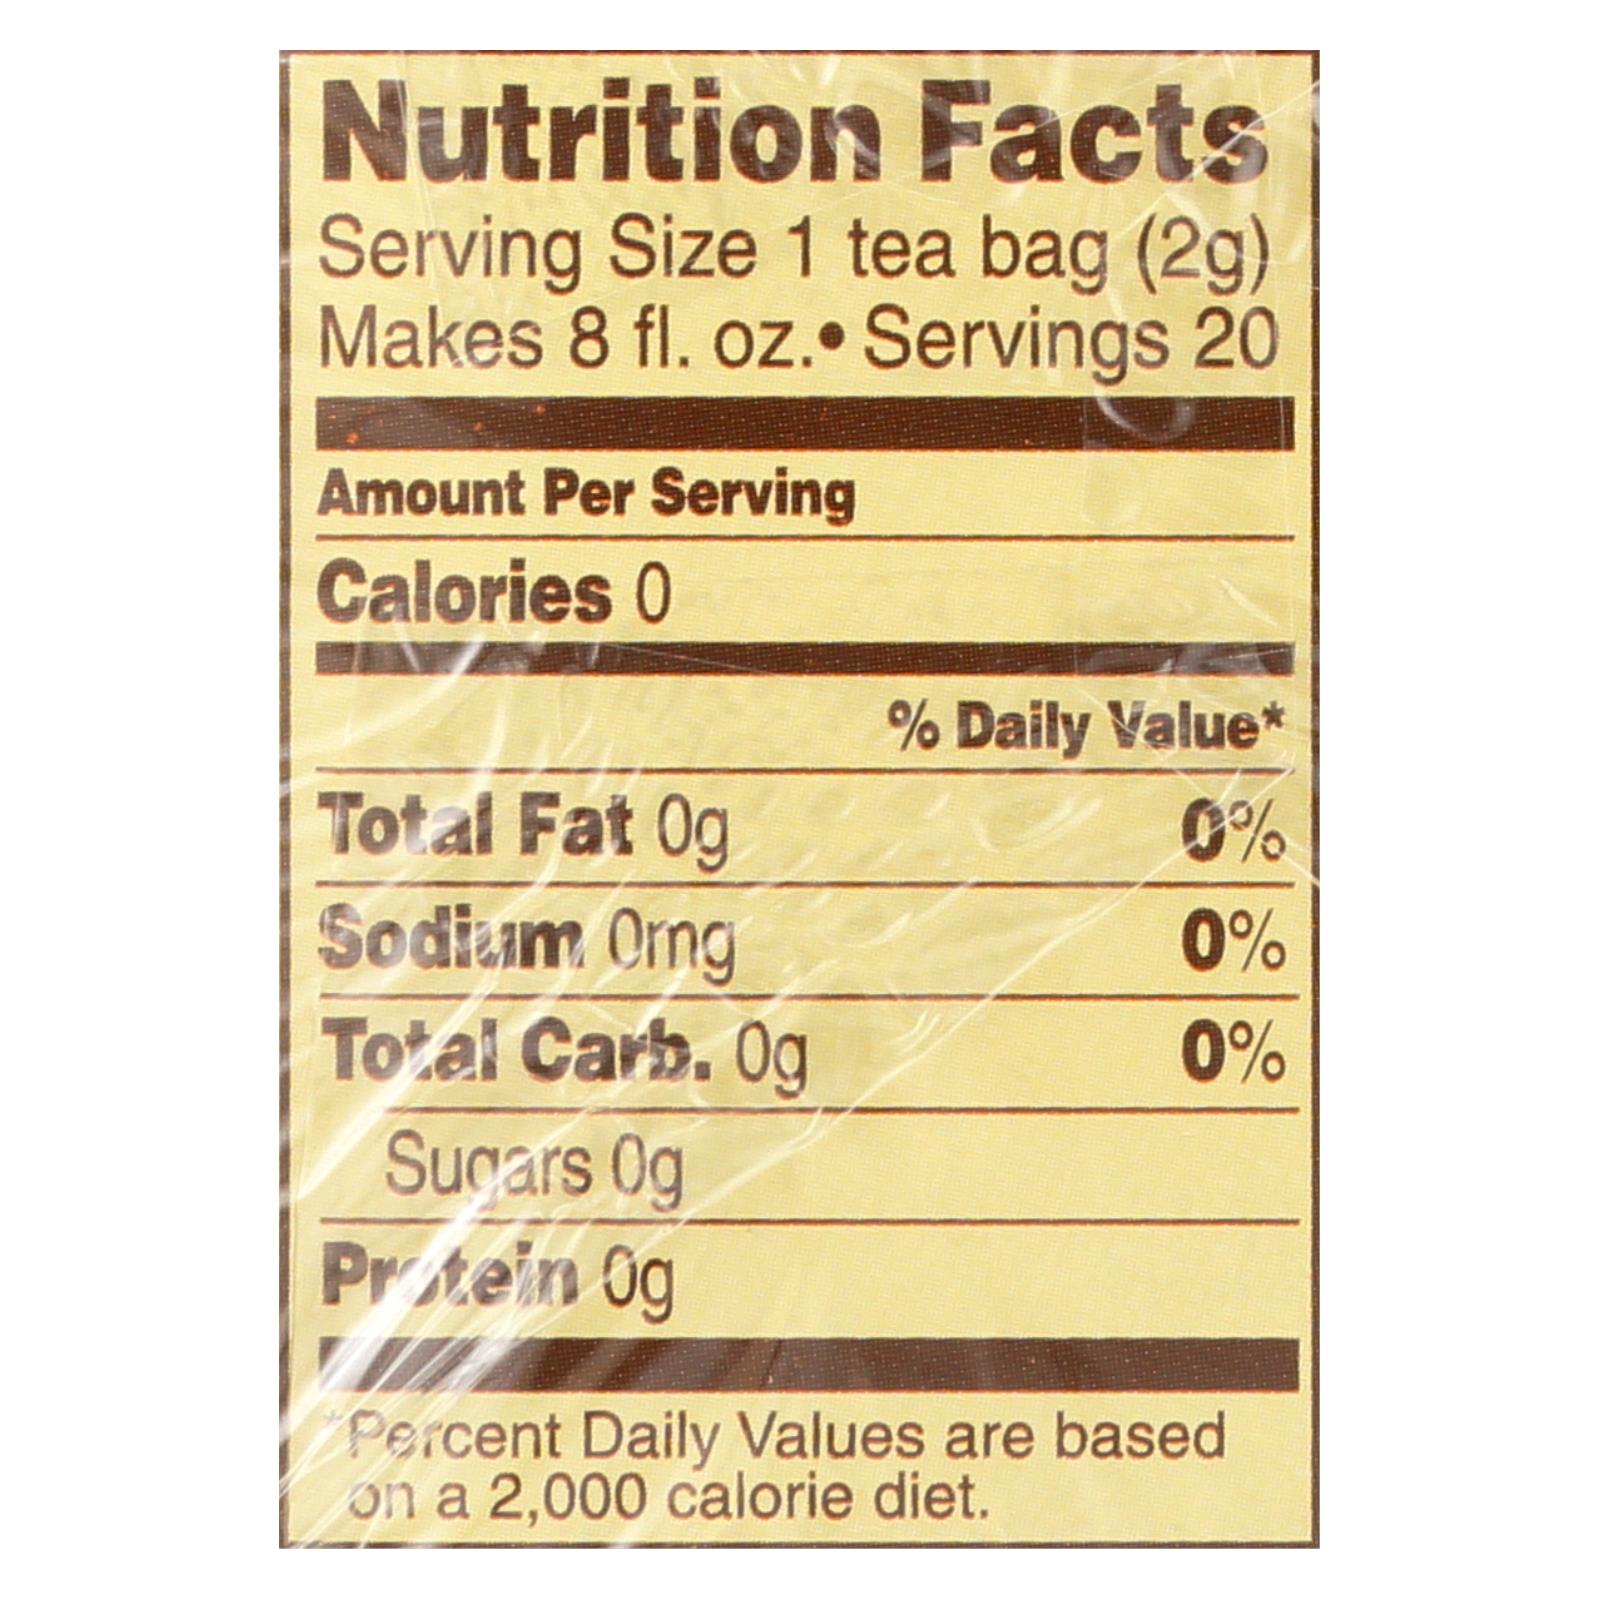 Nutrition Facts
Serving Size 1 tea bag (2g)
Makes 8 fl. oz.• Servings 20
Amount Per Serving
Calories 0
% Daily Value*
Total Fat 0g 0%
Sodium 0mg 0%
Total Carb. 0g 0%
Sugars 0g
Protein 0g
*Percent Daily Values are based
on a 2,000 calorie diet.